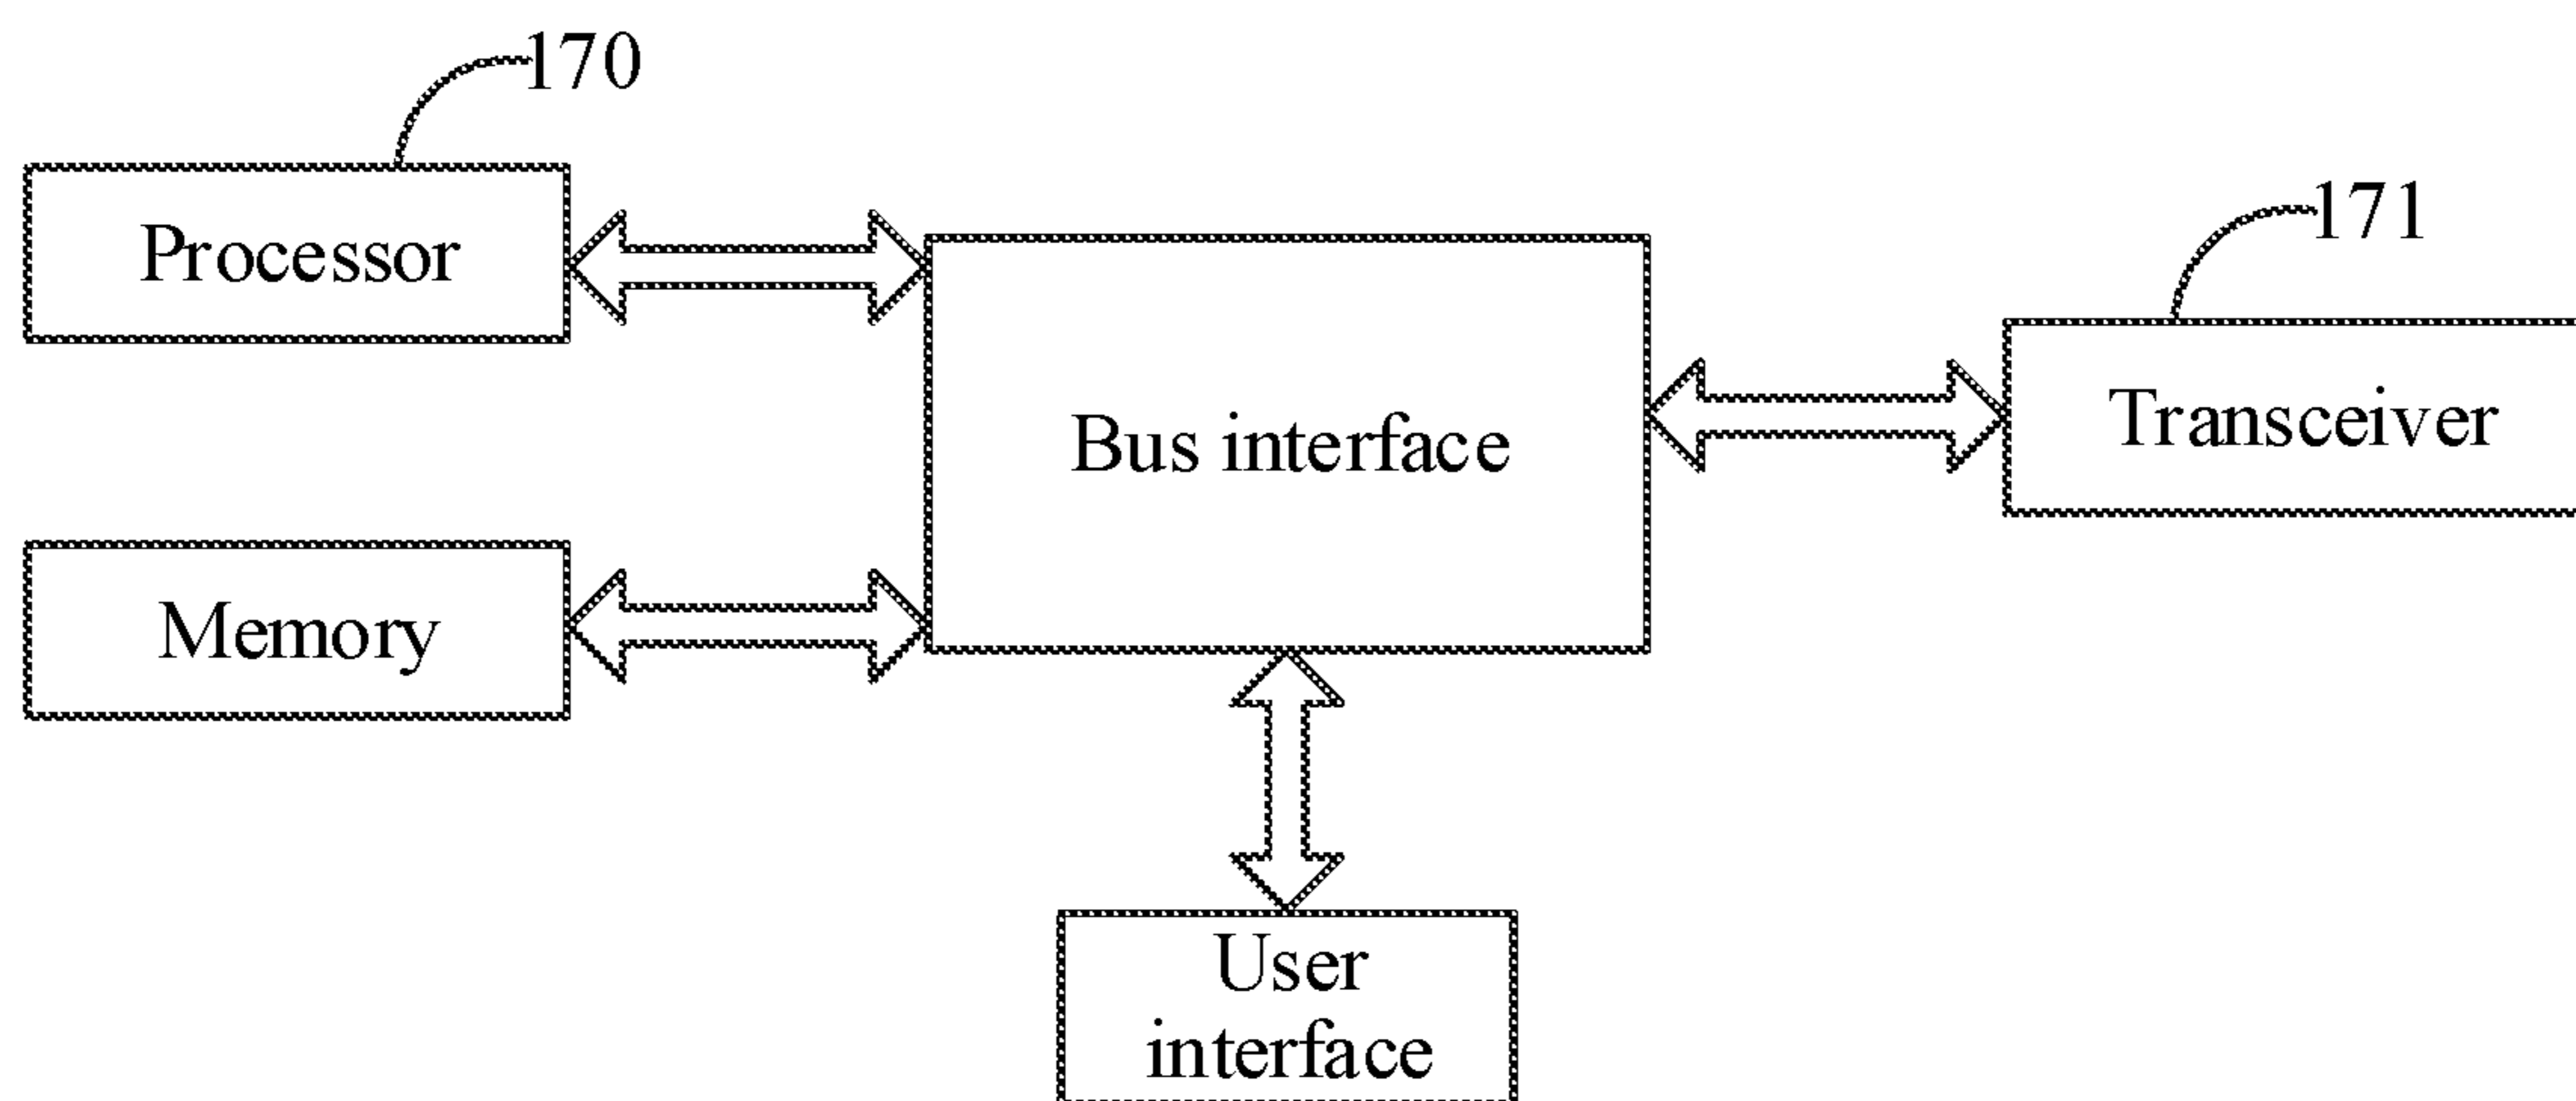 170
Processor
171
Transceiver
Bus interface
Memory
User
interface